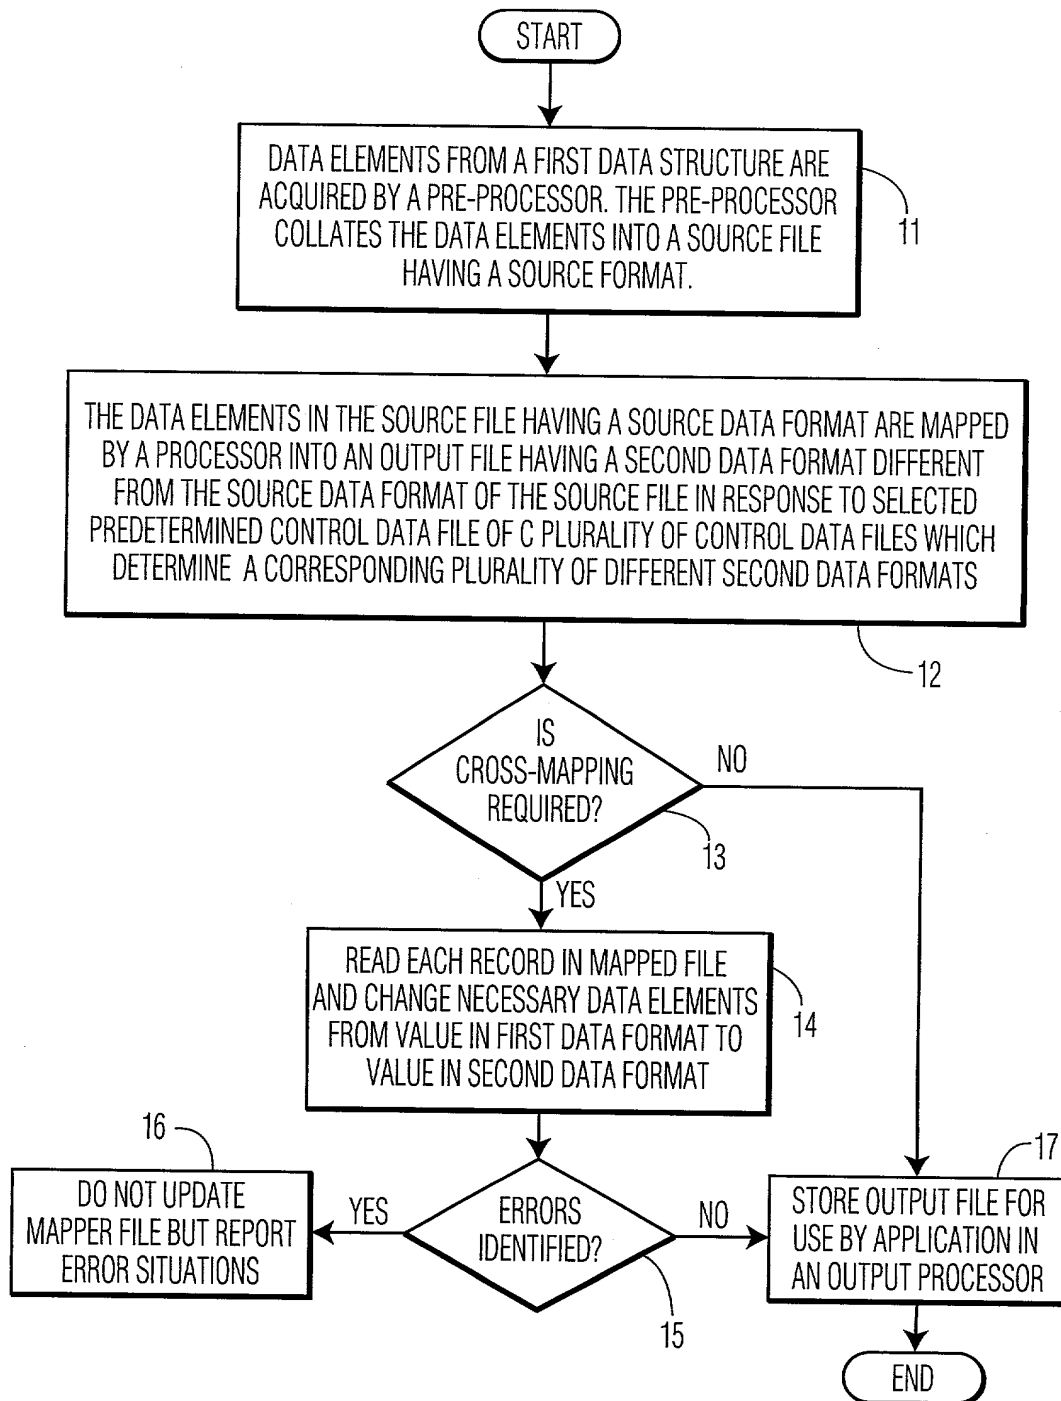 START
DATA ELEMENTS FROM A FIRST DATA STRUCTURE ARE
ACQUIRED BY A PRE-PROCESSOR. THE PRE-PROCESSOR
COLLATES THE DATA ELEMENTS INTO A SOURCE FILE
HAVING A SOURCE FORMAT.
11
THE DATA ELEMENTS IN THE SOURCE FILE HAVING A SOURCE DATA FORMAT ARE MAPPED
BY A PROCESSOR INTO AN OUTPUT FILE HAVING A SECOND DATA FORMAT DIFFERENT
FROM THE SOURCE DATA FORMAT OF THE SOURCE FILE IN RESPONSE TO SELECTED
PREDETERMINED CONTROL DATA FILE OF C PLURALITY OF CONTROL DATA FILES WHICH
DETERMINE A CORRESPONDING PLURALITY OF DIFFERENT SECOND DATA FORMATS
12
IS
CROSS-MAPPING
REQUIRED?
NO
13
YES
READ EACH RECORD IN MAPPED FILE
AND CHANGE NECESSARY DATA ELEMENTS
FROM VALUE IN FIRST DATA FORMAT TO
VALUE IN SECOND DATA FORMAT
14
16
DO NOT UPDATE
MAPPER FILE BUT REPORT
ERROR SITUATIONS
YES
ERRORS
IDENTIFIED?
NO
15
17
STORE OUTPUT FILE FOR
USE BY APPLICATION IN
AN OUTPUT PROCESSOR
END